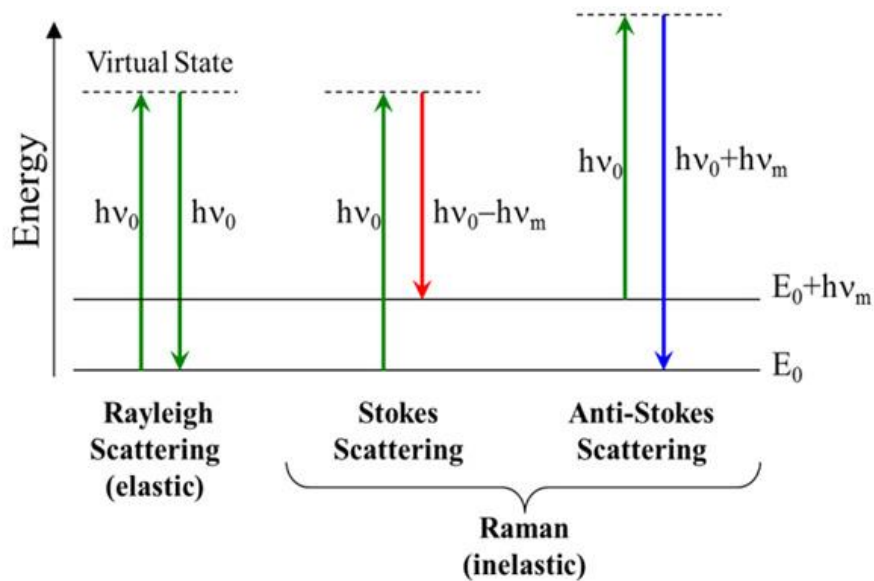 Energy
Virtual State
hν₀
hν₀
hν₀
hν₀–hνₘ
hν₀
hν₀+hνₘ
E₀+hνₘ
E₀
Rayleigh
Scattering
(elastic)
Stokes
Scattering
Anti-Stokes
Scattering
Raman
(inelastic)